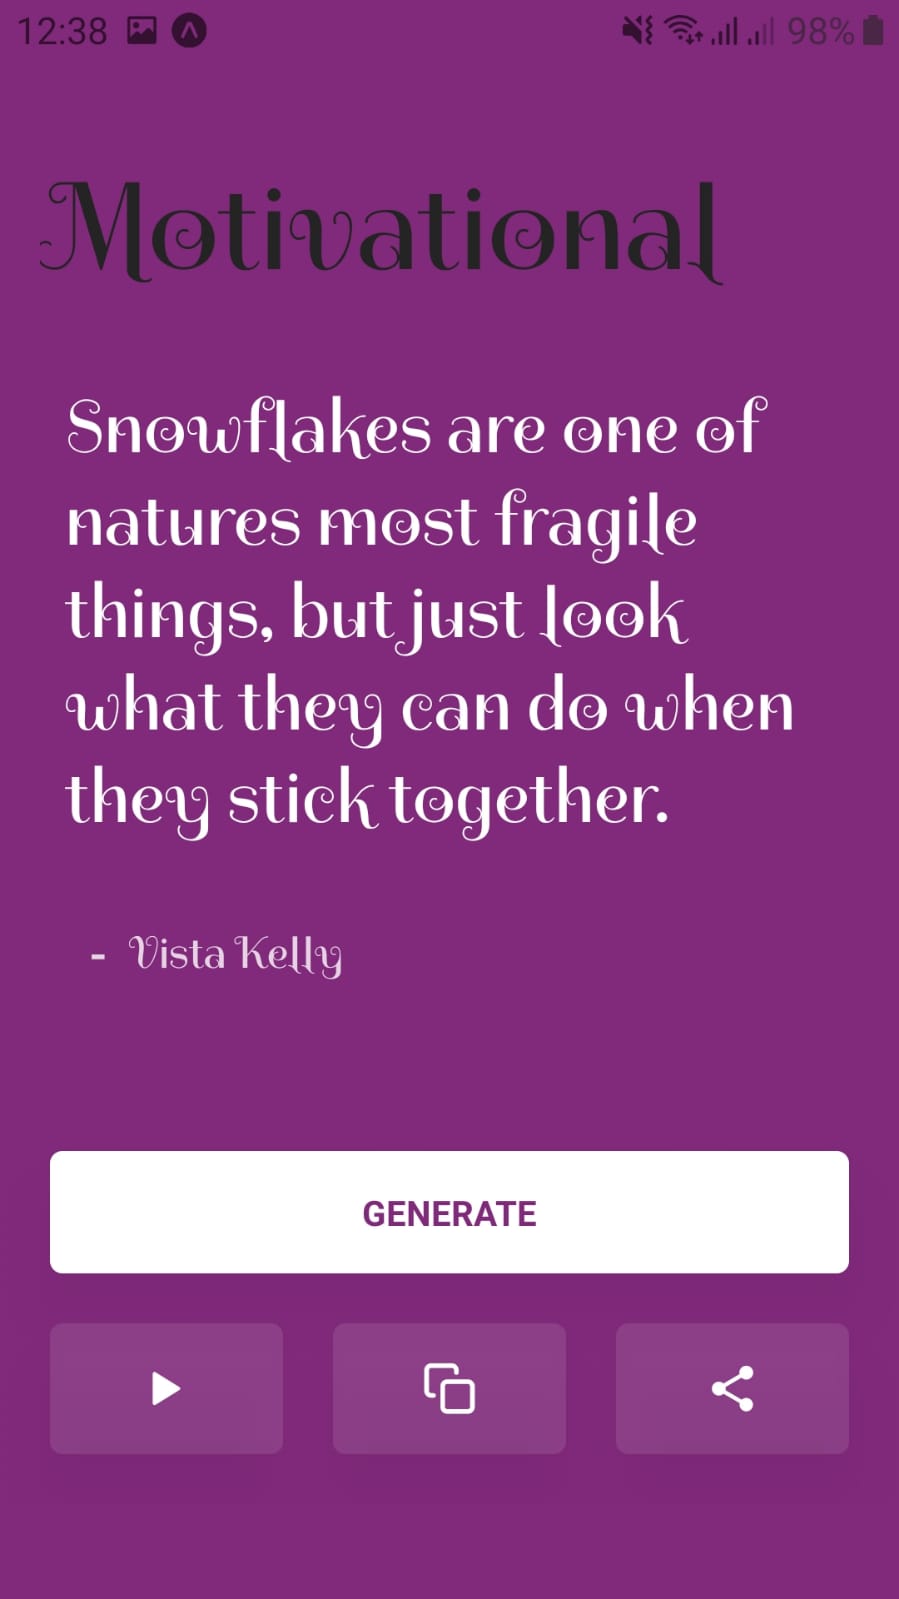 12:38 98%
Motivational
Snowflakes are one of
natures most fragile
things, but just look
what they can do when
they stick together.
- Vista Kelly
GENERATE